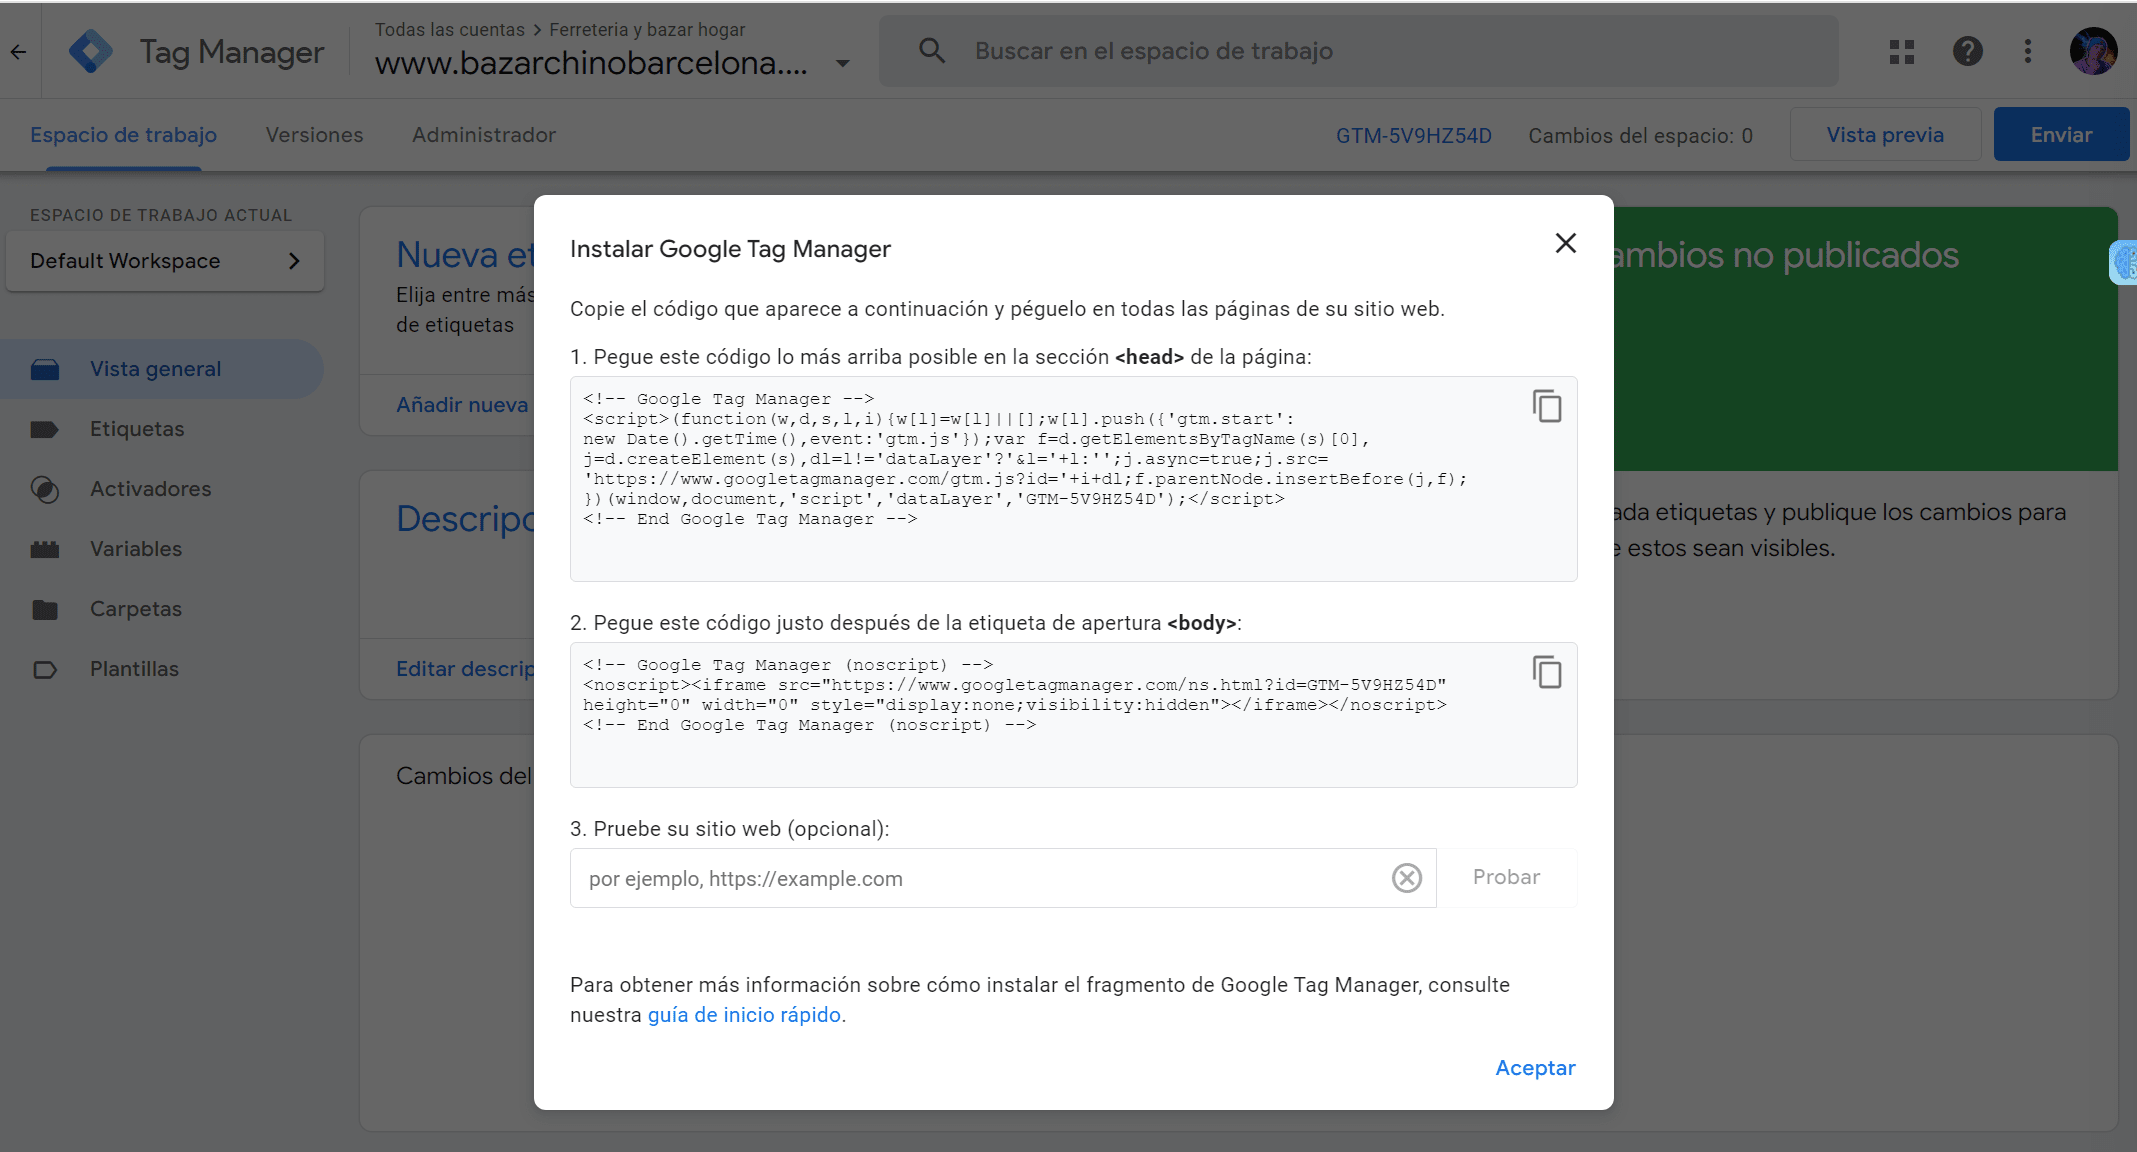 Tag Manager
Todas las cuentas > Ferreteria y bazar hogar
www.bazarchinobarcelona....
Buscar en el espacio de trabajo
Espacio de trabajo
Versiones
Administrador
GTM-5V9HZ54D
Cambios del espacio: 0
Vista previa
Enviar
ESPACIO DE TRABAJO ACTUAL
Default Workspace
Vista general
Etiquetas
Activadores
Variables
Carpetas
Plantillas
Nueva et
Elija entre más
de etiquetas
Añadir nueva
Descripc
Editar descrip
Cambios del
ambios no publicados
ada etiquetas y publique los cambios para
e estos sean visibles.
Instalar Google Tag Manager
Copie el código que aparece a continuación y péguelo en todas las páginas de su sitio web.
1. Pegue este código lo más arriba posible en la sección <head> de la página:
<!-- Google Tag Manager -->
<script>(function(w,d,s,l,i){w[l]=w[l]||[];w[l].push({'gtm.start':
new Date().getTime(),event:'gtm.js'});var f=d.getElementsByTagName(s)[0],
j=d.createElement(s),dl=l!='dataLayer'?'&l='+l:'';j.async=true;j.src=
'https://www.googletagmanager.com/gtm.js?id='+i+dl;f.parentNode.insertBefore(j,f);
})(window,document,'script','dataLayer','GTM-5V9HZ54D');</script>
<!-- End Google Tag Manager -->
2. Pegue este código justo después de la etiqueta de apertura <body>:
<!-- Google Tag Manager (noscript) -->
<noscript><iframe src="https://www.googletagmanager.com/ns.html?id=GTM-5V9HZ54D"
height="0" width="0" style="display:none;visibility:hidden"></iframe></noscript>
<!-- End Google Tag Manager (noscript) -->
3. Pruebe su sitio web (opcional):
por ejemplo, https://example.com
Probar
Para obtener más información sobre cómo instalar el fragmento de Google Tag Manager, consulte
nuestra guía de inicio rápido.
Aceptar